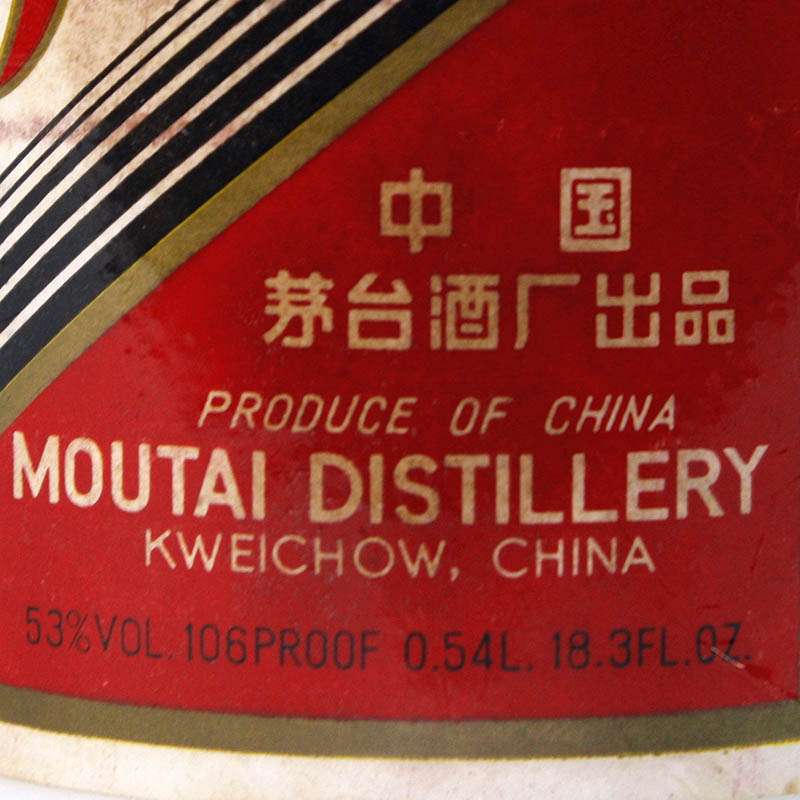 中国
茅台酒厂出品
PRODUCE OF CHINA
MOUTAI DISTILLERY
KWEICHOW, CHINA
53%VOL. 106PROOF 0.54L. 18.3FL.OZ.